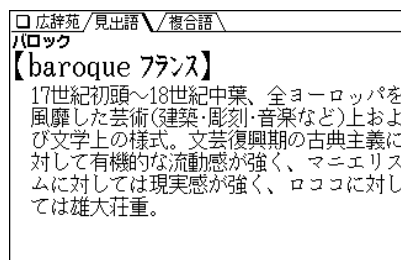 広辞苑 見出語 複合語
バロック
【baroque フランス】
17世紀初頭～18世紀中葉、全ヨーロッパを
風靡した芸術(建築･彫刻･音楽など)上およ
び文学上の様式。文芸復興期の古典主義に
対して有機的な流動感が強く、マニエリス
ムに対しては現実感が強く、ロココに対し
ては雄大荘重。